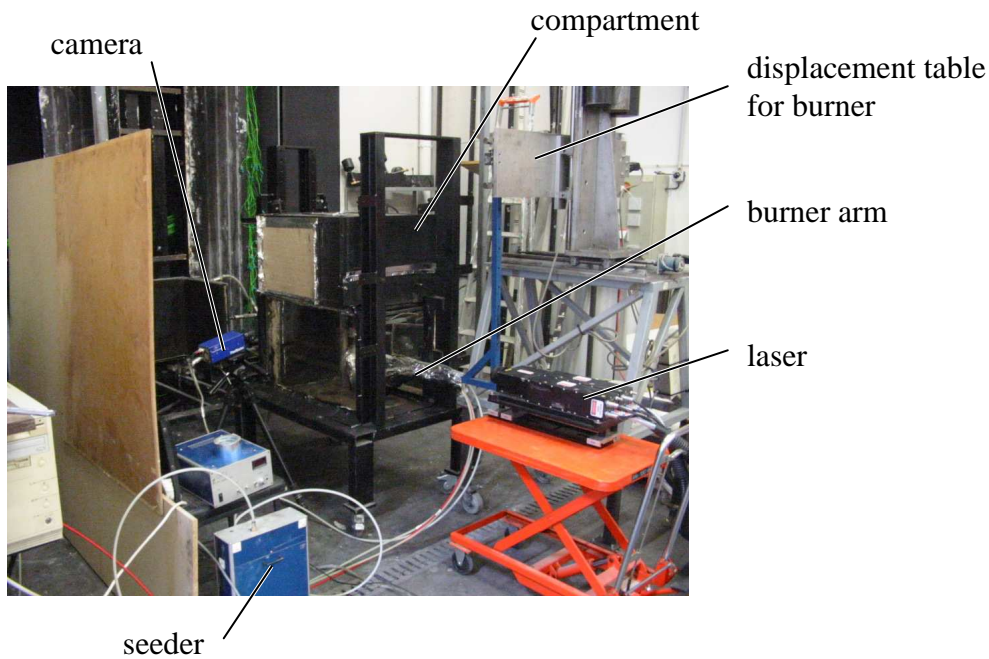 compartment
camera
displacement table
for burner
burner arm
laser
seeder